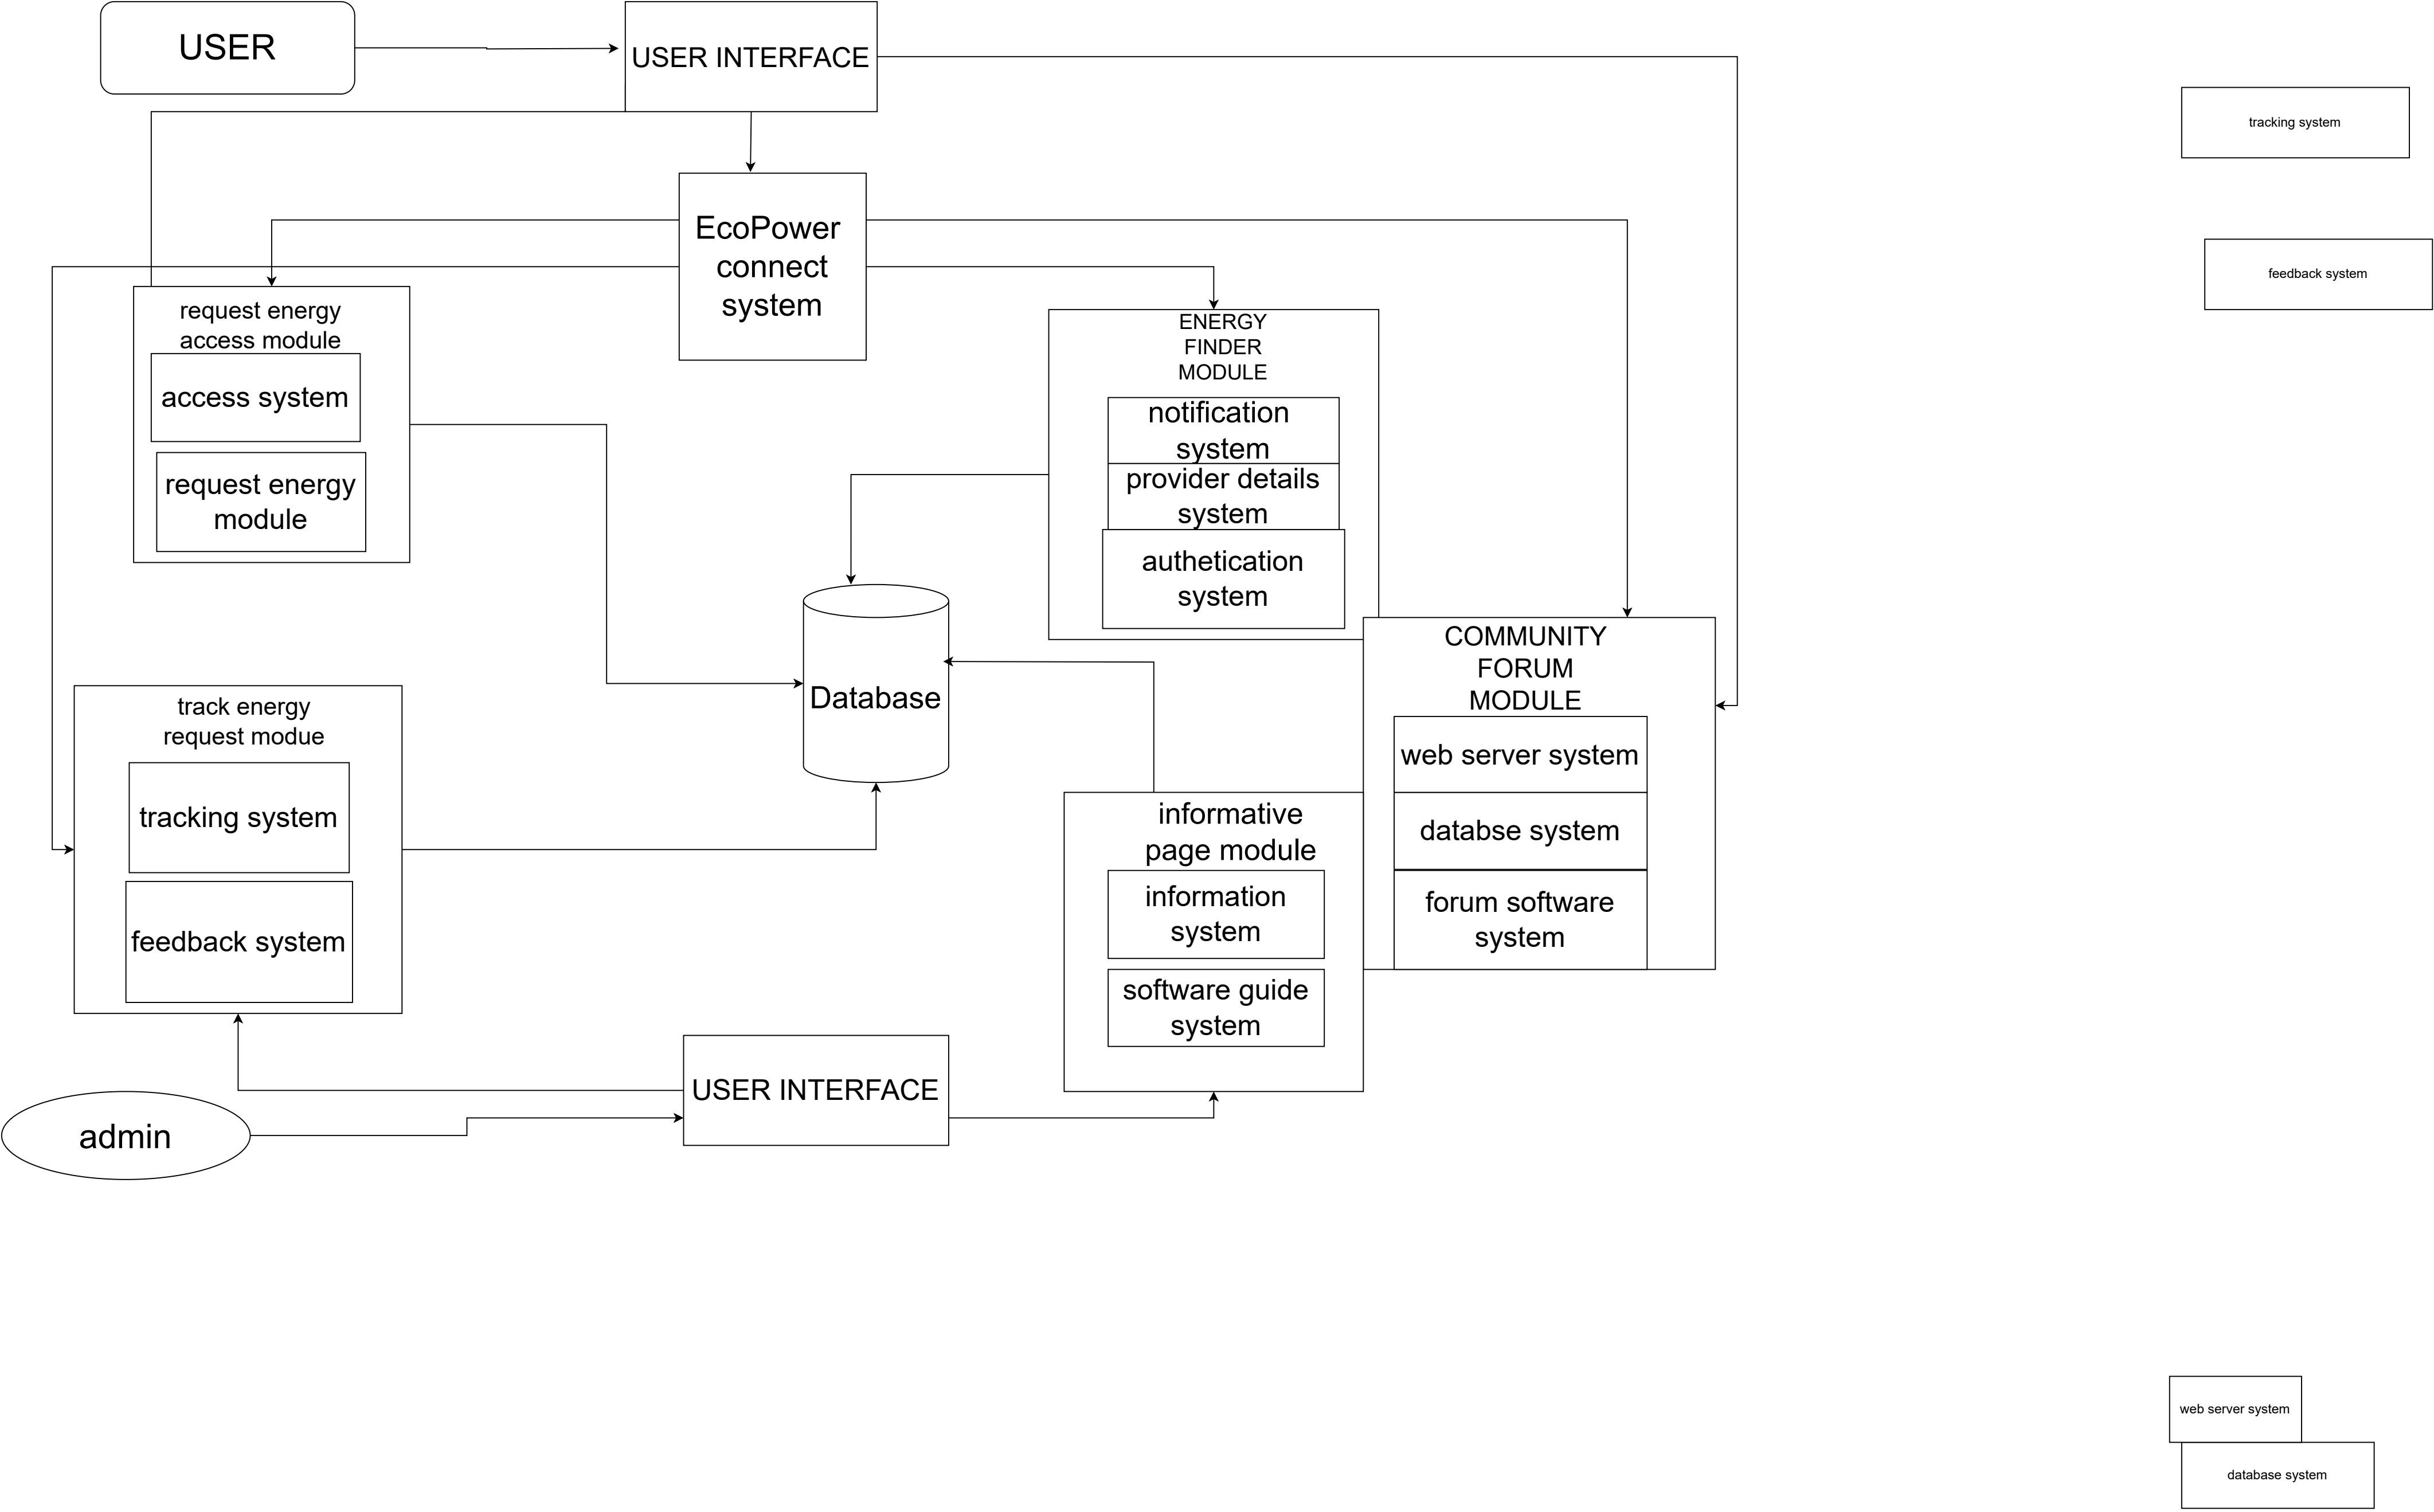 USER
USER INTERFACE
tracking system
EcoPower
connect
system
feedback system
request energy
access module
access system
request energy
module
ENERGY
FINDER
MODULE
notification
system
provider details
system
authetication
system
Database
COMMUNITY
FORUM
MODULE
web server system
databse system
forum software
system
track energy
request modue
tracking system
feedback system
informative
page module
information
system
software guide
system
USER INTERFACE
admin
web server system
database system